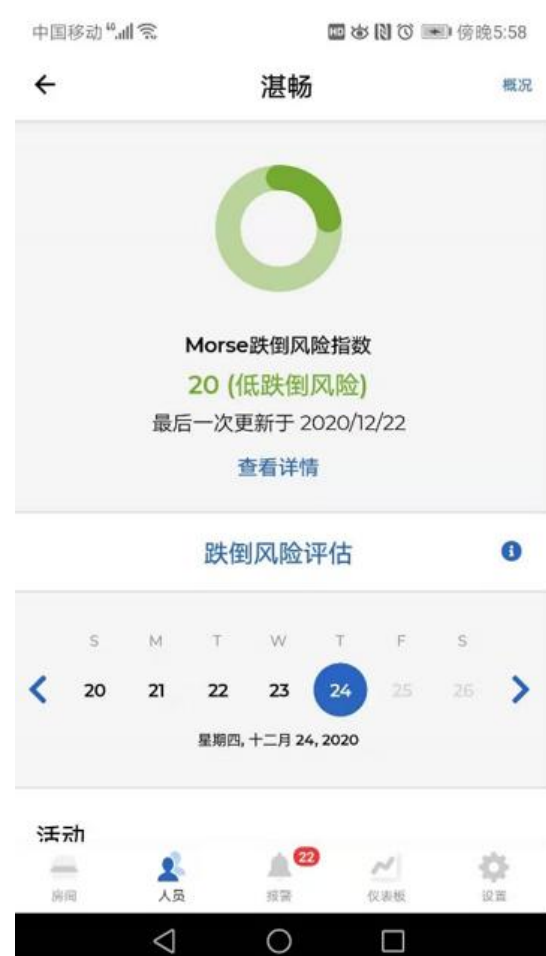 中国移动 傍晚5:58
湛畅 概况
Morse跌倒风险指数
20 (低跌倒风险)
最后一次更新于 2020/12/22
查看详情
跌倒风险评估
S M T W T F S
20 21 22 23 24 25 26
星期四, 十二月 24, 2020
活动
22
房间 人员 报警 仪表板 设置